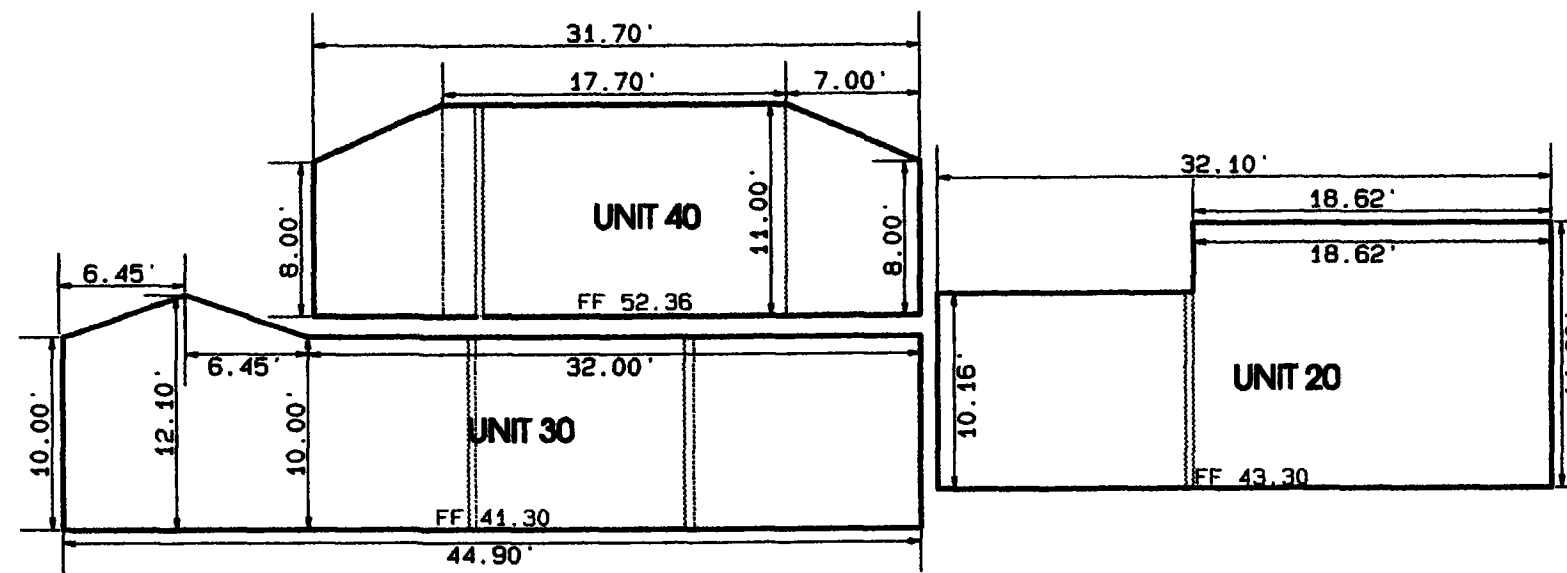 31.70'
17.70'
7.00'
8.00'
UNIT 40
11.00'
8.00'
FF 52.36
32.10'
18.62'
18.62'
10.16'
UNIT 20
FF 43.30
6.45'
6.45'
32.00'
10.00'
12.10'
10.00'
UNIT 30
FF 41.30
44.90'